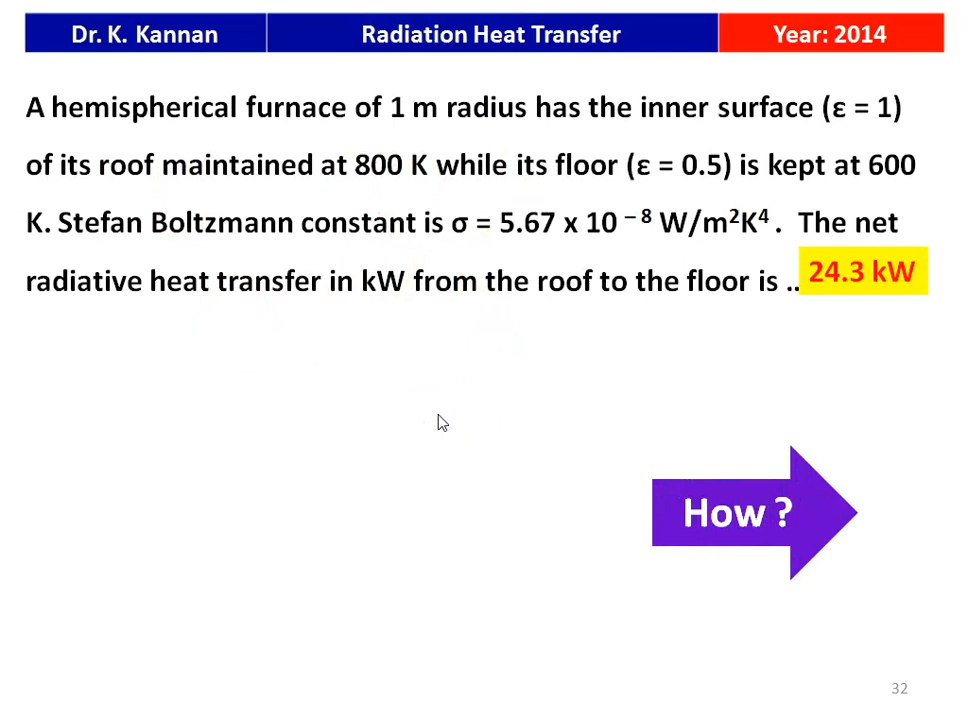 Dr. K. Kannan Radiation Heat Transfer Year: 2014
A hemispherical furnace of 1 m radius has the inner surface (ε = 1)
of its roof maintained at 800 K while its floor (ε = 0.5) is kept at 600
K. Stefan Boltzmann constant is σ = 5.67 x 10 ⁻ ⁸ W/m²K⁴ . The net
radiative heat transfer in kW from the roof to the floor is .. 24.3 kW
How ?
32